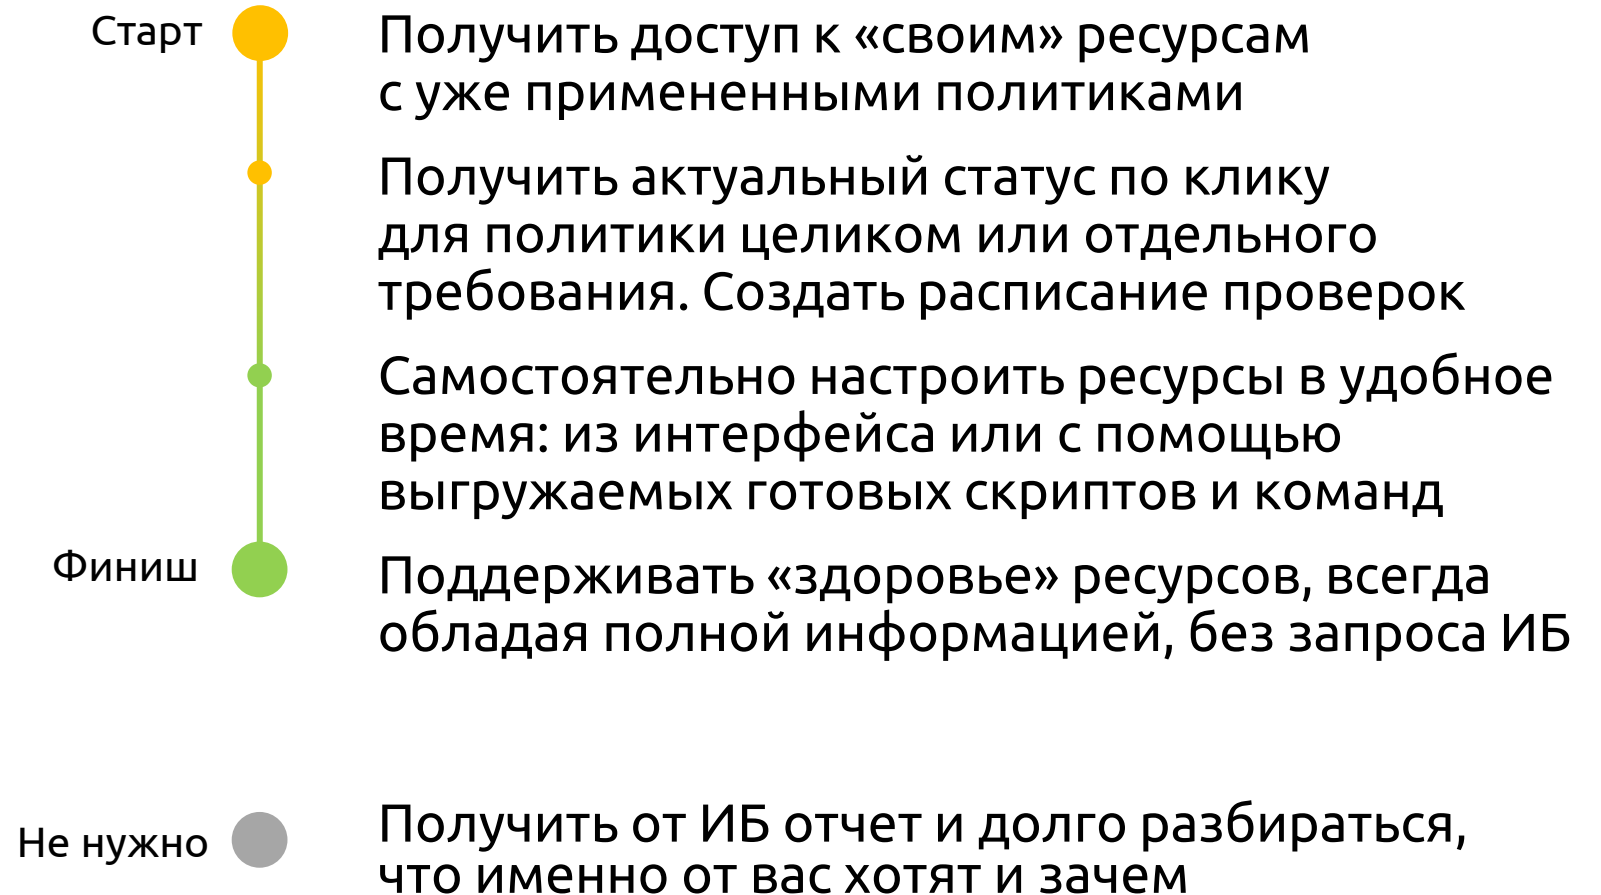 Старт
Получить доступ к «своим» ресурсам
с уже примененными политиками
Получить актуальный статус по клику
для политики целиком или отдельного
требования. Создать расписание проверок
Самостоятельно настроить ресурсы в удобное
время: из интерфейса или с помощью
выгружаемых готовых скриптов и команд
Финиш
Поддерживать «здоровье» ресурсов, всегда
обладая полной информацией, без запроса ИБ
Не нужно
Получить от ИБ отчет и долго разбираться,
что именно от вас хотят и зачем